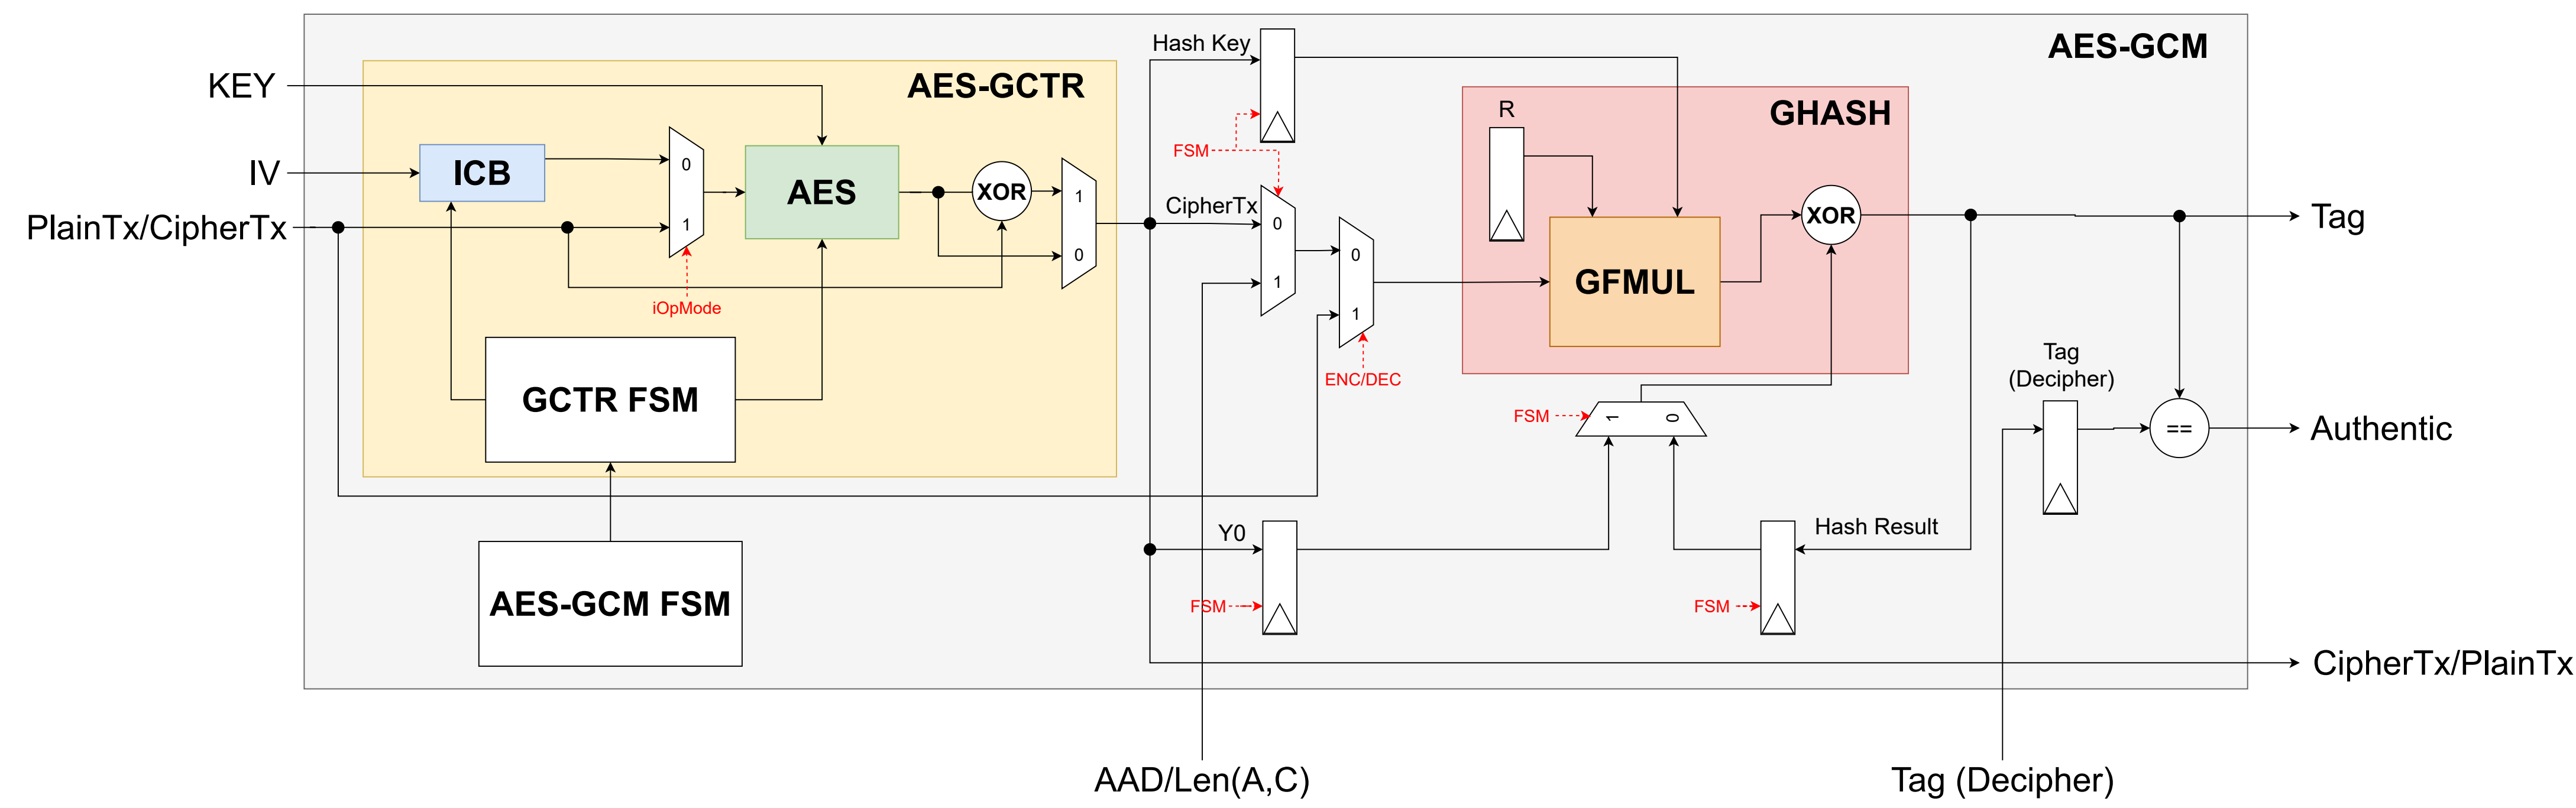 AES-GCM
Hash Key
KEY
AES-GCTR
R
GHASH
FSM
IV
ICB
0
AES
XOR
1
CipherTx
0
XOR
Tag
PlainTx/CipherTx
1
0
1
0
GFMUL
iOpMode
1
ENC/DEC
Tag
(Decipher)
GCTR FSM
FSM
1
0
==
Authentic
Y0
Hash Result
AES-GCM FSM
FSM
FSM
CipherTx/PlainTx
AAD/Len(A,C)
Tag (Decipher)